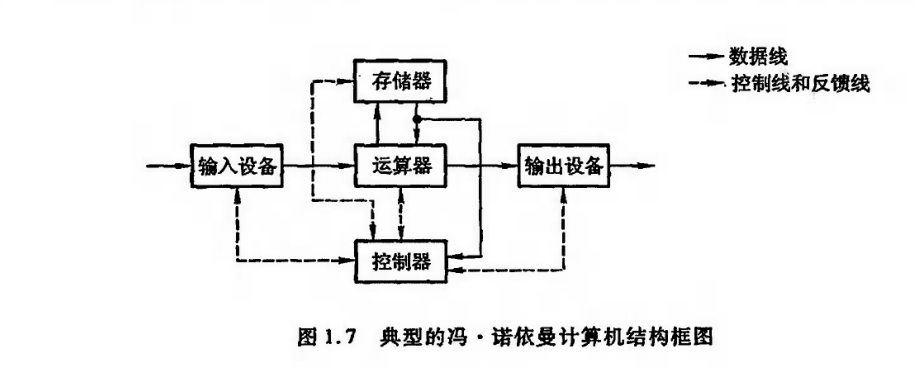 存储器
数据线
控制线和反馈线
输入设备
运算器
输出设备
控制器
图 1.7 典型的冯·诺依曼计算机结构框图